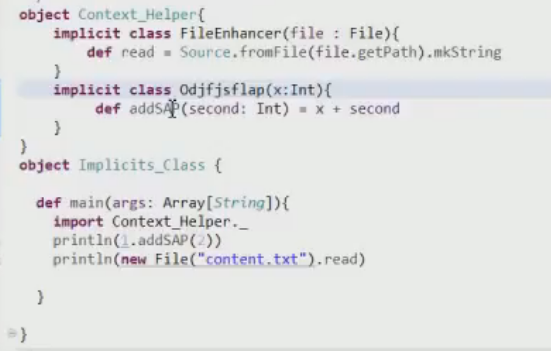 object Context_Helper{
    implicit class FileEnhancer(file : File){
        def read = Source.fromFile(file.getPath).mkString
    }
    implicit class Odjfjsflap(x:Int){
        def addSAP(second: Int) = x + second
    }
}
object Implicits_Class {
  def main(args: Array[String]){
    import Context_Helper._
    println(1.addSAP(2))
    println(new File("content.txt").read)
  }
}